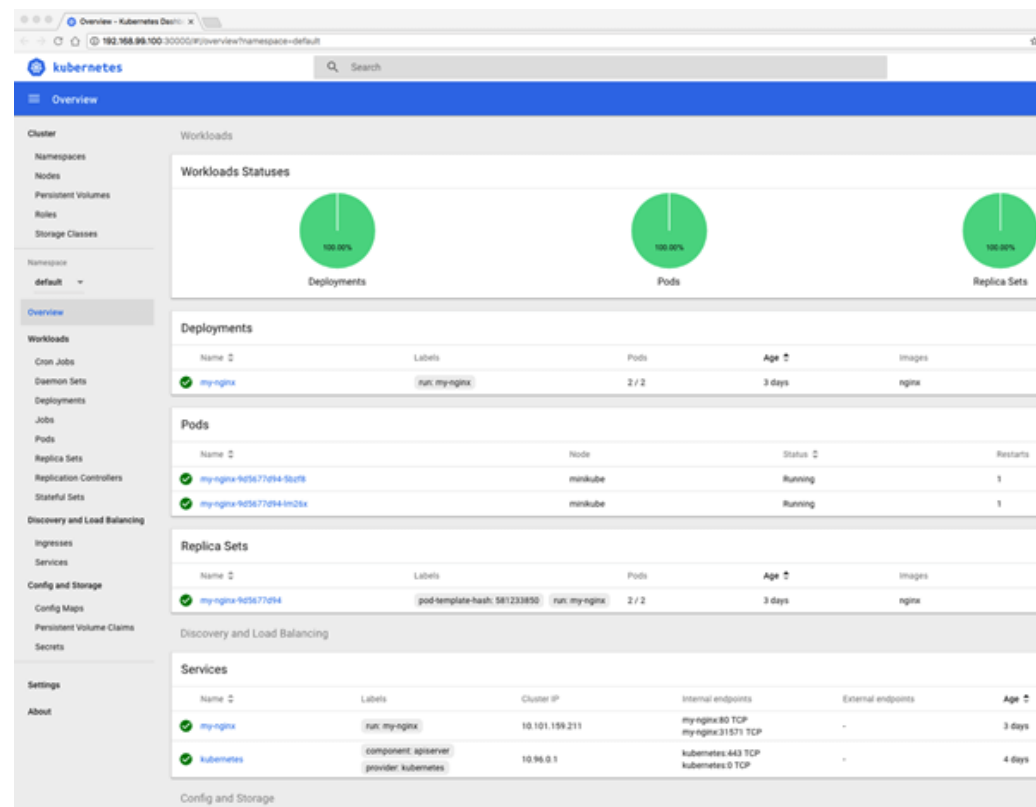 Overview - Kubernetes Dashb x
192.168.99.100:30000/#!/overview?namespace=default
kubernetes
Search
Overview
Cluster
Namespaces
Nodes
Persistent Volumes
Roles
Storage Classes
Namespace
default
Overview
Workloads
Cron Jobs
Daemon Sets
Deployments
Jobs
Pods
Replica Sets
Replication Controllers
Stateful Sets
Discovery and Load Balancing
Ingresses
Services
Config and Storage
Config Maps
Persistent Volume Claims
Secrets
Settings
About
Workloads
Workloads Statuses
100.00% 100.00% 100.00%
Deployments Pods Replica Sets
Deployments
Name Labels Pods Age Images
my-nginx run: my-nginx 2 / 2 3 days nginx
Pods
Name Node Status Restarts
my-nginx-9d5677d94-5bzf8 minikube Running 1
my-nginx-9d5677d94-lm26x minikube Running 1
Replica Sets
Name Labels Pods Age Images
my-nginx-9d5677d94 pod-template-hash: 581233850 run: my-nginx 2 / 2 3 days nginx
Discovery and Load Balancing
Services
Name Labels Cluster IP Internal endpoints External endpoints Age
my-nginx run: my-nginx 10.101.159.211 my-nginx:80 TCP - 3 days
my-nginx:31571 TCP
kubernetes component: apiserver 10.96.0.1 kubernetes:443 TCP - 4 days
provider: kubernetes kubernetes:0 TCP
Config and Storage